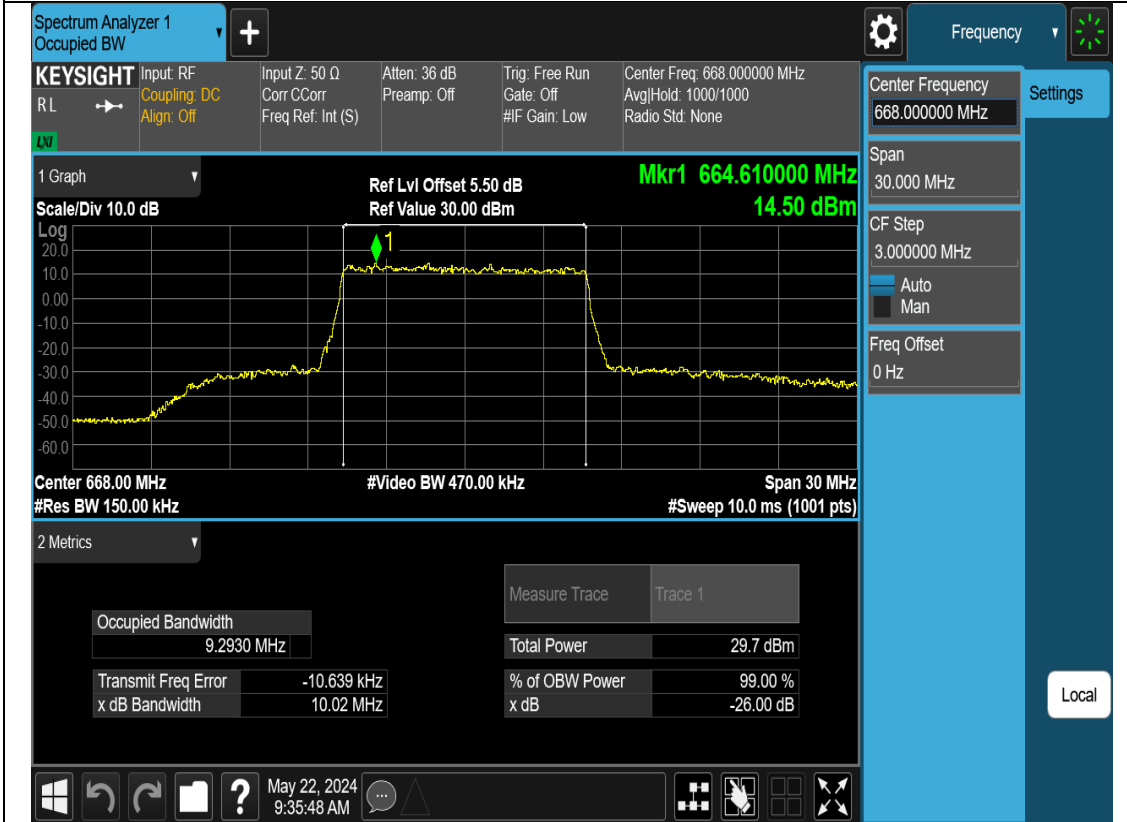 Spectrum Analyzer 1
Occupied BW
+
Frequency
KEYSIGHT
RL
LXI
Input: RF
Coupling: DC
Align: Off
Input Z: 50 Ω
Corr CCorr
Freq Ref: Int (S)
Atten: 36 dB
Preamp: Off
Trig: Free Run
Gate: Off
#IF Gain: Low
Center Freq: 668.000000 MHz
Avg|Hold: 1000/1000
Radio Std: None
Center Frequency
668.000000 MHz
Settings
Span
30.000 MHz
CF Step
3.000000 MHz
Auto
Man
Freq Offset
0 Hz
Local
1 Graph
Scale/Div 10.0 dB
Ref Lvl Offset 5.50 dB
Ref Value 30.00 dBm
Mkr1 664.610000 MHz
14.50 dBm
Log
1
20.0
10.0
0.00
-10.0
-20.0
-30.0
-40.0
-50.0
-60.0
Center 668.00 MHz
#Video BW 470.00 kHz
Span 30 MHz
#Res BW 150.00 kHz
#Sweep 10.0 ms (1001 pts)
2 Metrics
Measure Trace Trace 1
Occupied Bandwidth
9.2930 MHz
Total Power 29.7 dBm
Transmit Freq Error -10.639 kHz
% of OBW Power 99.00 %
x dB Bandwidth 10.02 MHz
x dB -26.00 dB
?
May 22, 2024
9:35:48 AM